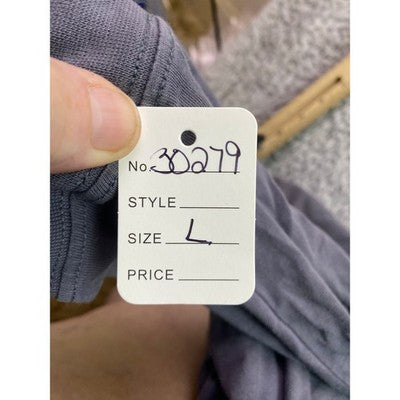 No. 30279
STYLE
SIZE L
PRICE